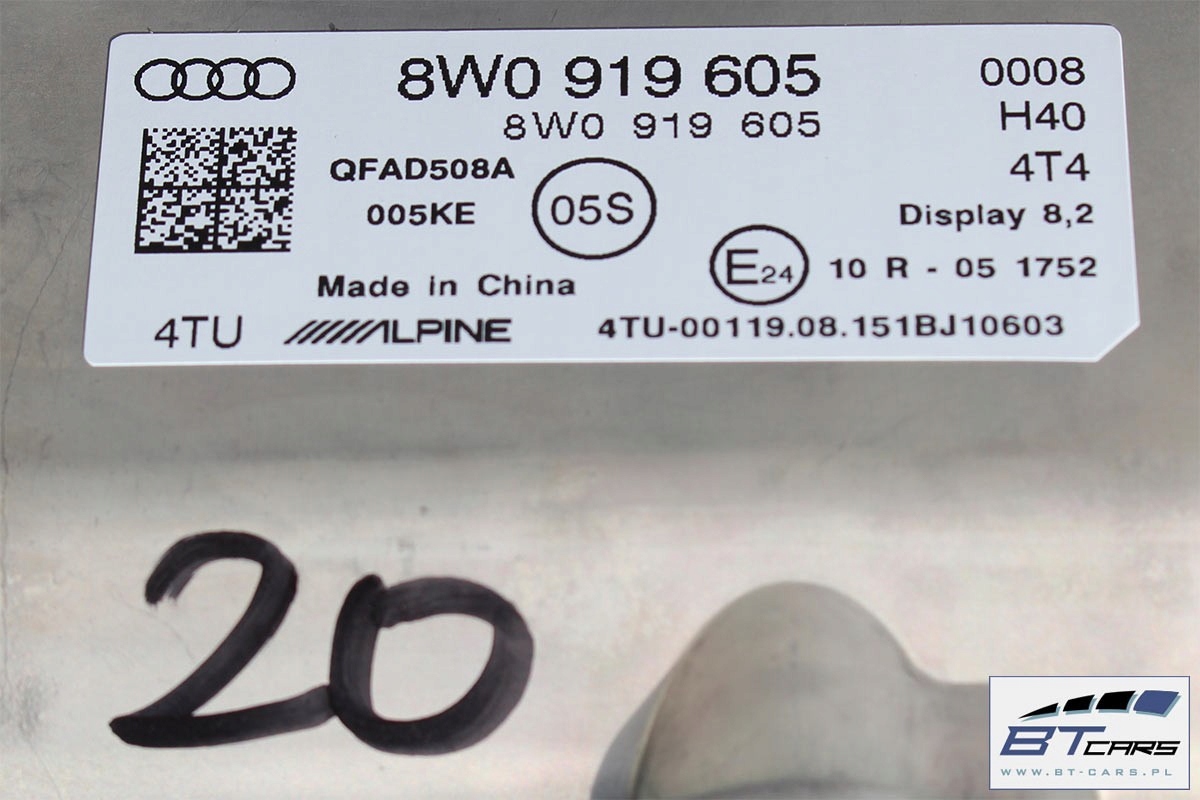 8W0 919 605
0008
8W0 919 605
H40
QFAD508A
4T4
005KE
05S
Display 8,2
E24
10 R - 05 1752
Made in China
4TU
ALPINE
4TU-00119.08.151BJ10603
20
BT CARS
WWW.BT-CARS.PL